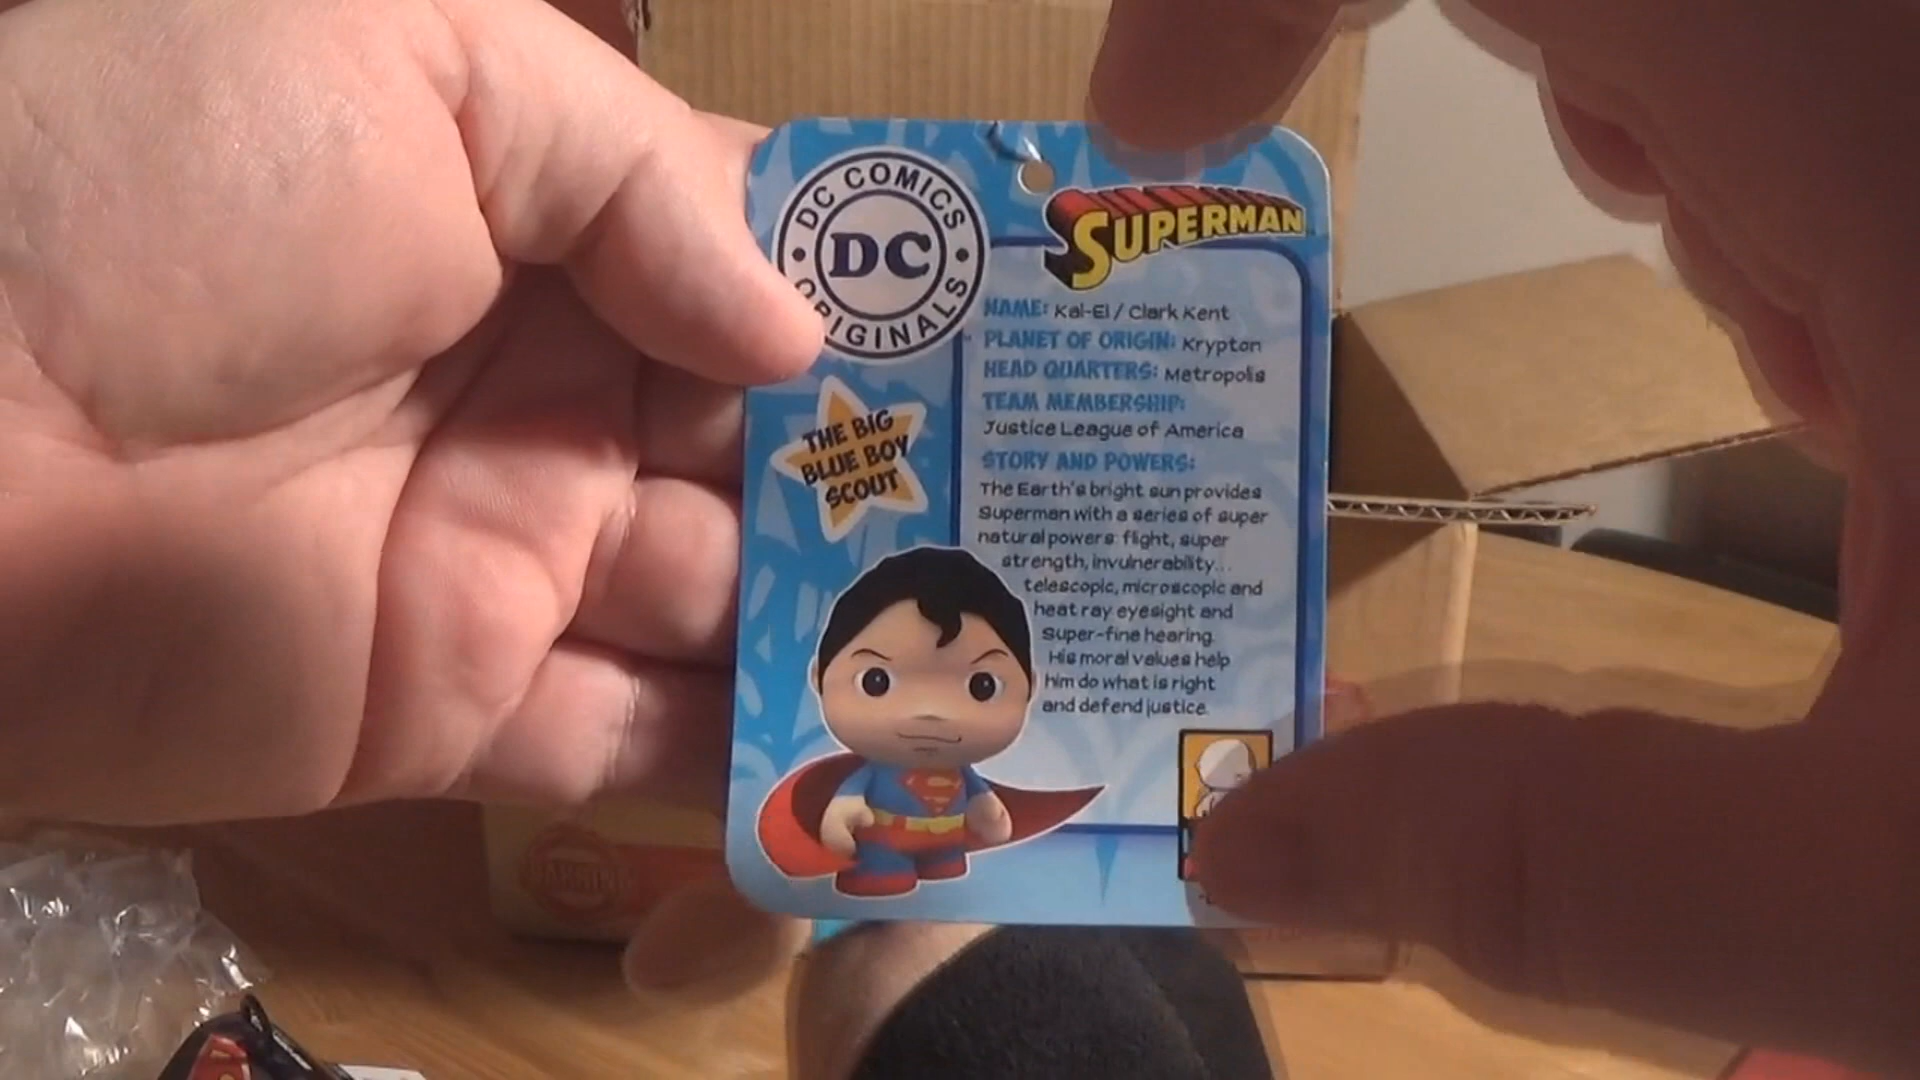 DC COMICS
DC
ORIGINALS
SUPERMAN
NAME: Kal-El / Clark Kent
PLANET OF ORIGIN: Krypton
HEAD QUARTERS: Metropolis
TEAM MEMBERSHIP:
Justice League of America
STORY AND POWERS:
The Earth's bright sun provides
Superman with a series of super
natural powers: flight, super
strength, invulnerability...
telescopic, microscopic and
heat ray eyesight and
Super-fine hearing.
His moral values help
him do what is right
and defend justice.
THE BIG
BLUE BOY
SCOUT